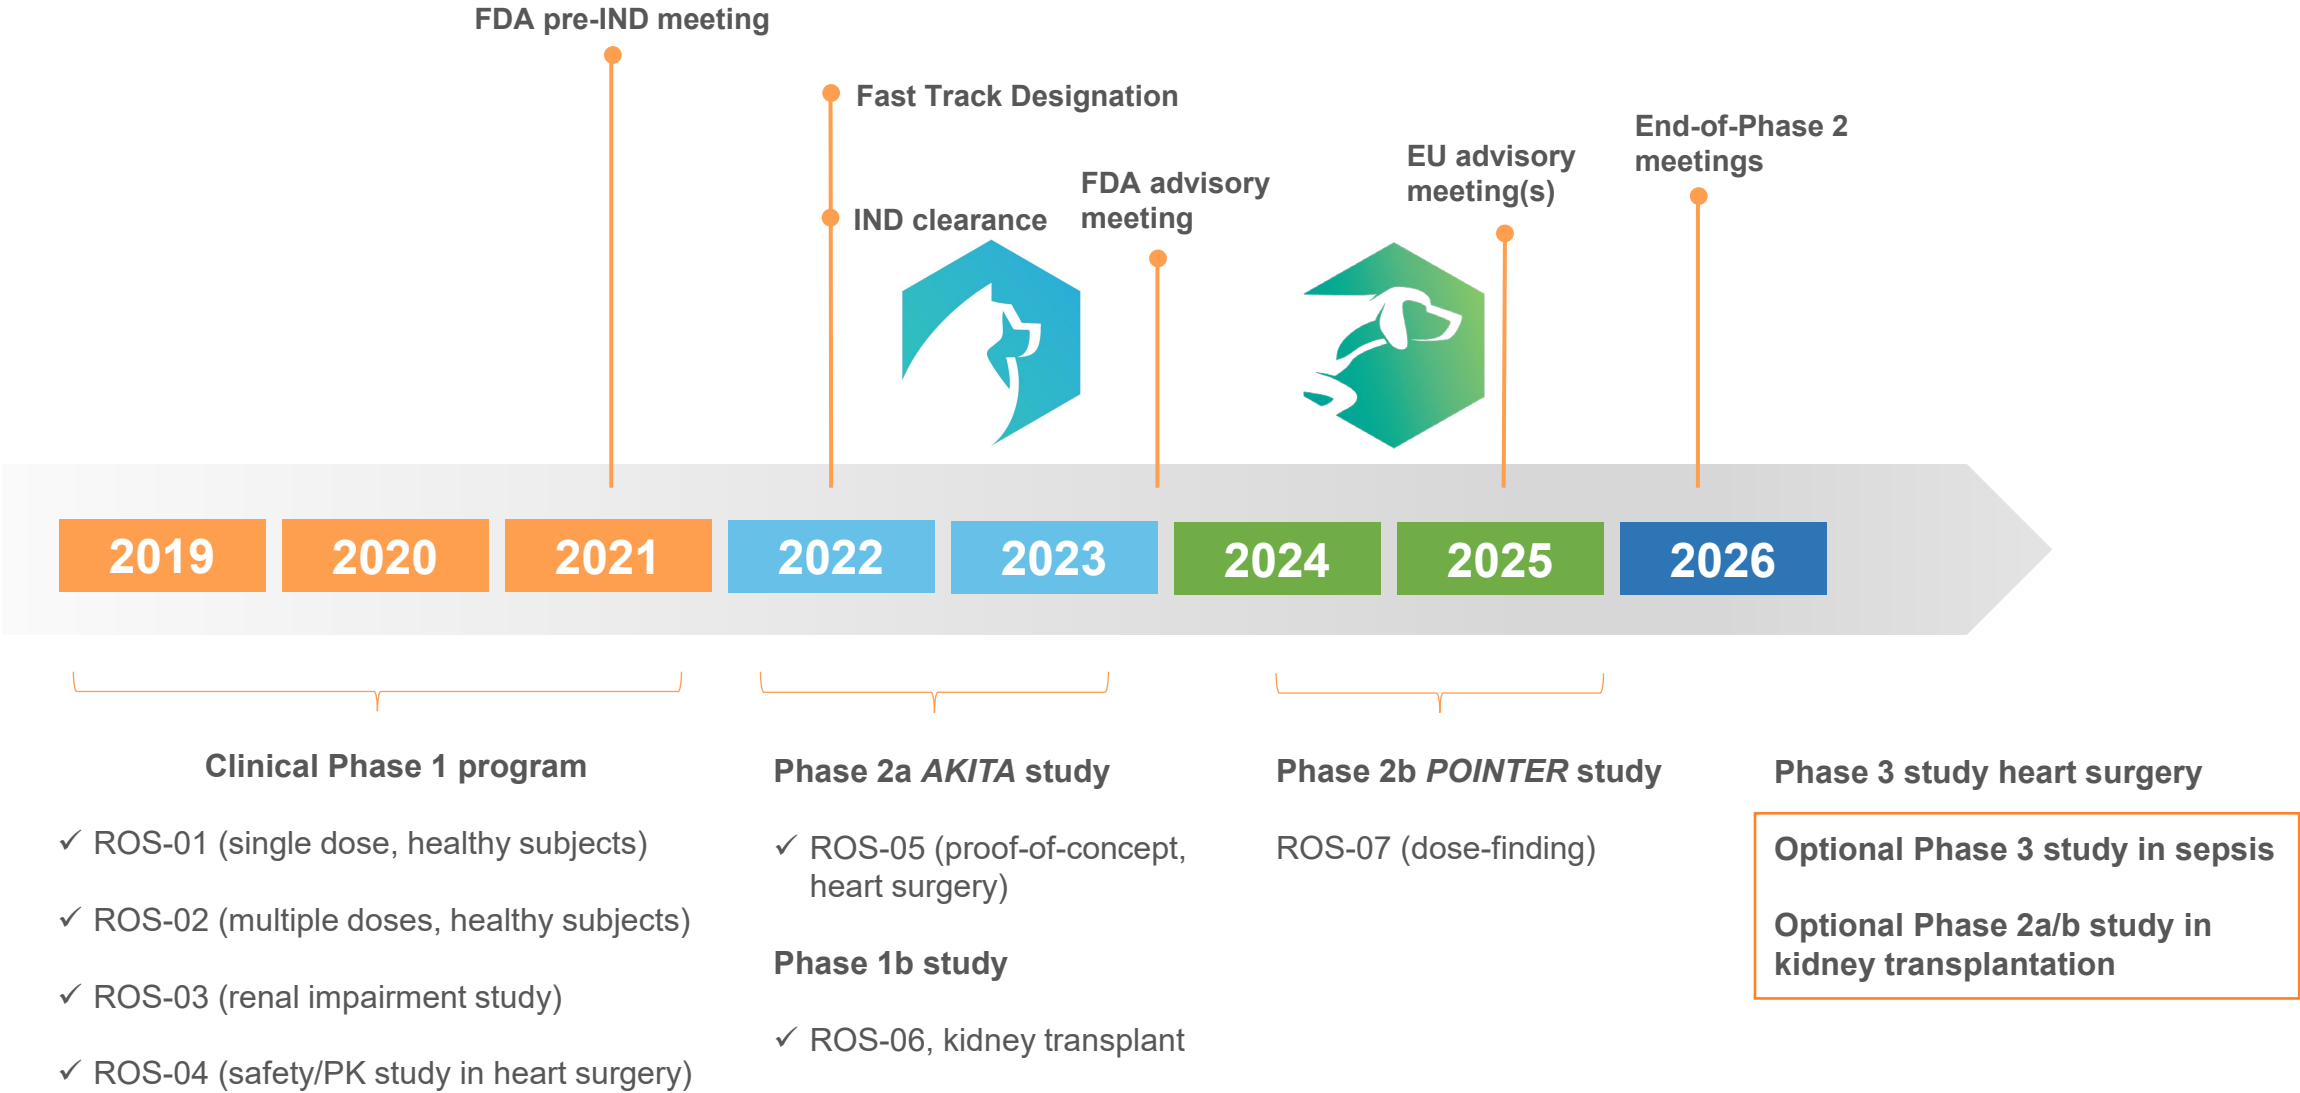 FDA pre-IND meeting
Fast Track Designation
IND clearance
FDA advisory
meeting
EU advisory
meeting(s)
End-of-Phase 2
meetings
2019
2020
2021
2022
2023
2024
2025
2026
Clinical Phase 1 program
✓ ROS-01 (single dose, healthy subjects)
✓ ROS-02 (multiple doses, healthy subjects)
✓ ROS-03 (renal impairment study)
✓ ROS-04 (safety/PK study in heart surgery)
Phase 2a AKITA study
✓ ROS-05 (proof-of-concept,
heart surgery)
Phase 1b study
✓ ROS-06, kidney transplant
Phase 2b POINTER study
ROS-07 (dose-finding)
Phase 3 study heart surgery
Optional Phase 3 study in sepsis
Optional Phase 2a/b study in
kidney transplantation